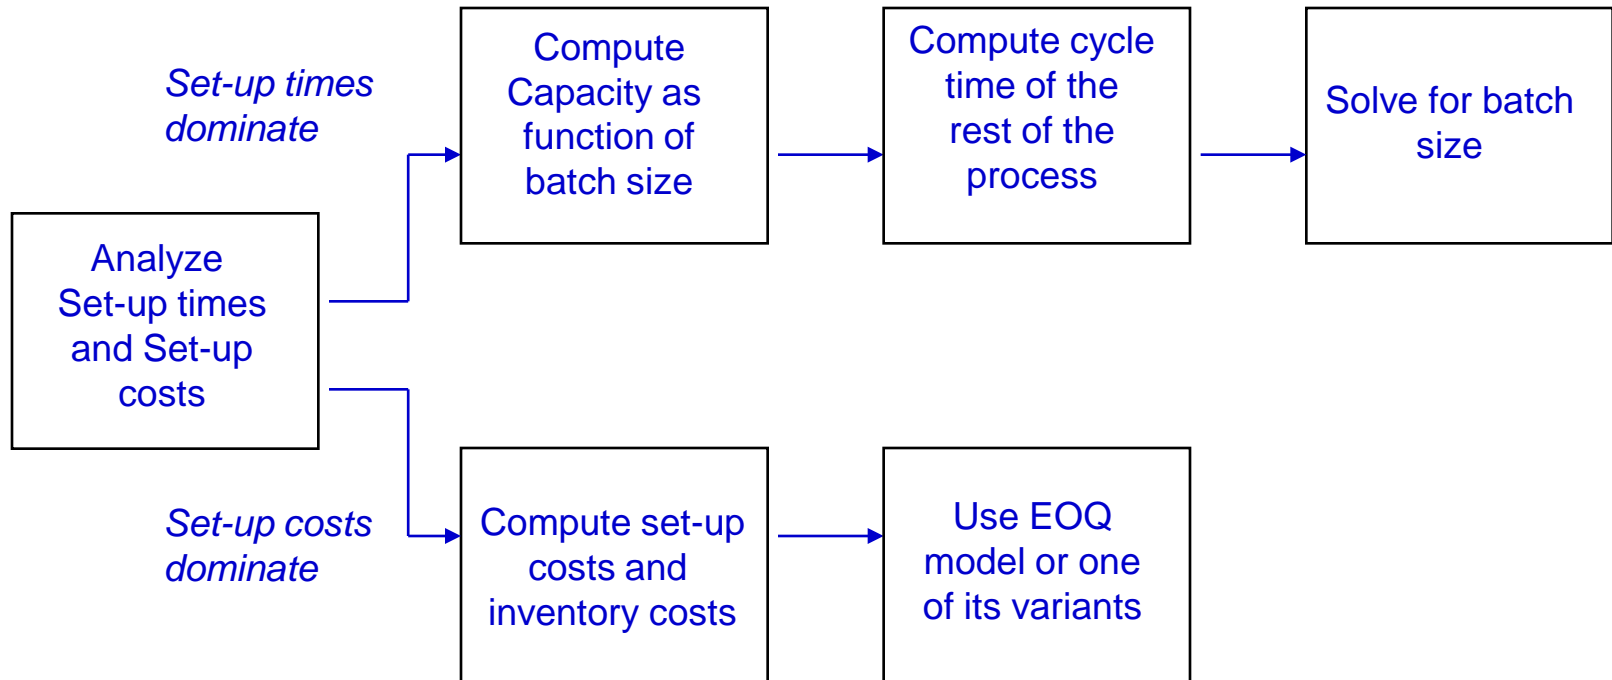 Set-up times
dominate
Compute
Capacity as
function of
batch size
Compute cycle
time of the
rest of the
process
Solve for batch
size
Analyze
Set-up times
and Set-up
costs
Set-up costs
dominate
Compute set-up
costs and
inventory costs
Use EOQ
model or one
of its variants